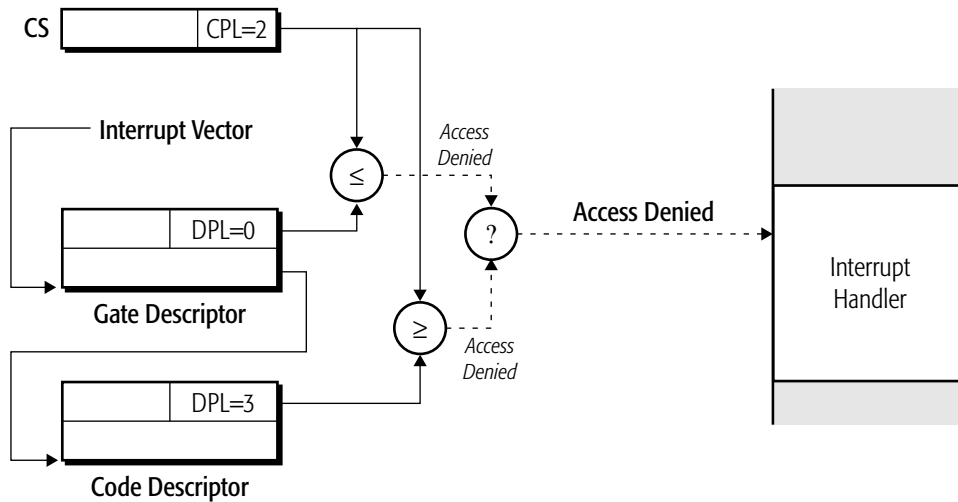 CS
CPL=2
Interrupt Vector
Access
Denied
≤
DPL=0
?
Access Denied
Interrupt
Handler
Gate Descriptor
≥
Access
Denied
DPL=3
Code Descriptor